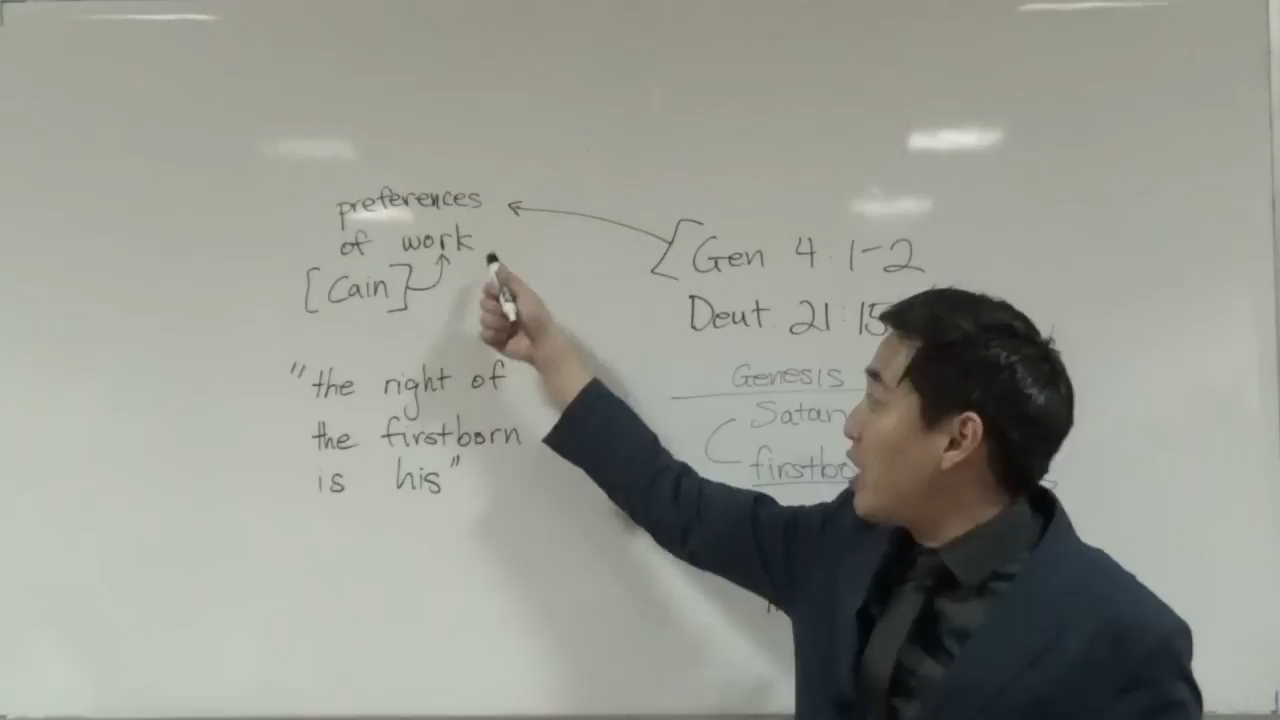 preferences
of work
[Cain]
"the right of
the firstborn
is his"
[Gen 4:1-2
Deut 21:15
Genesis
Satan